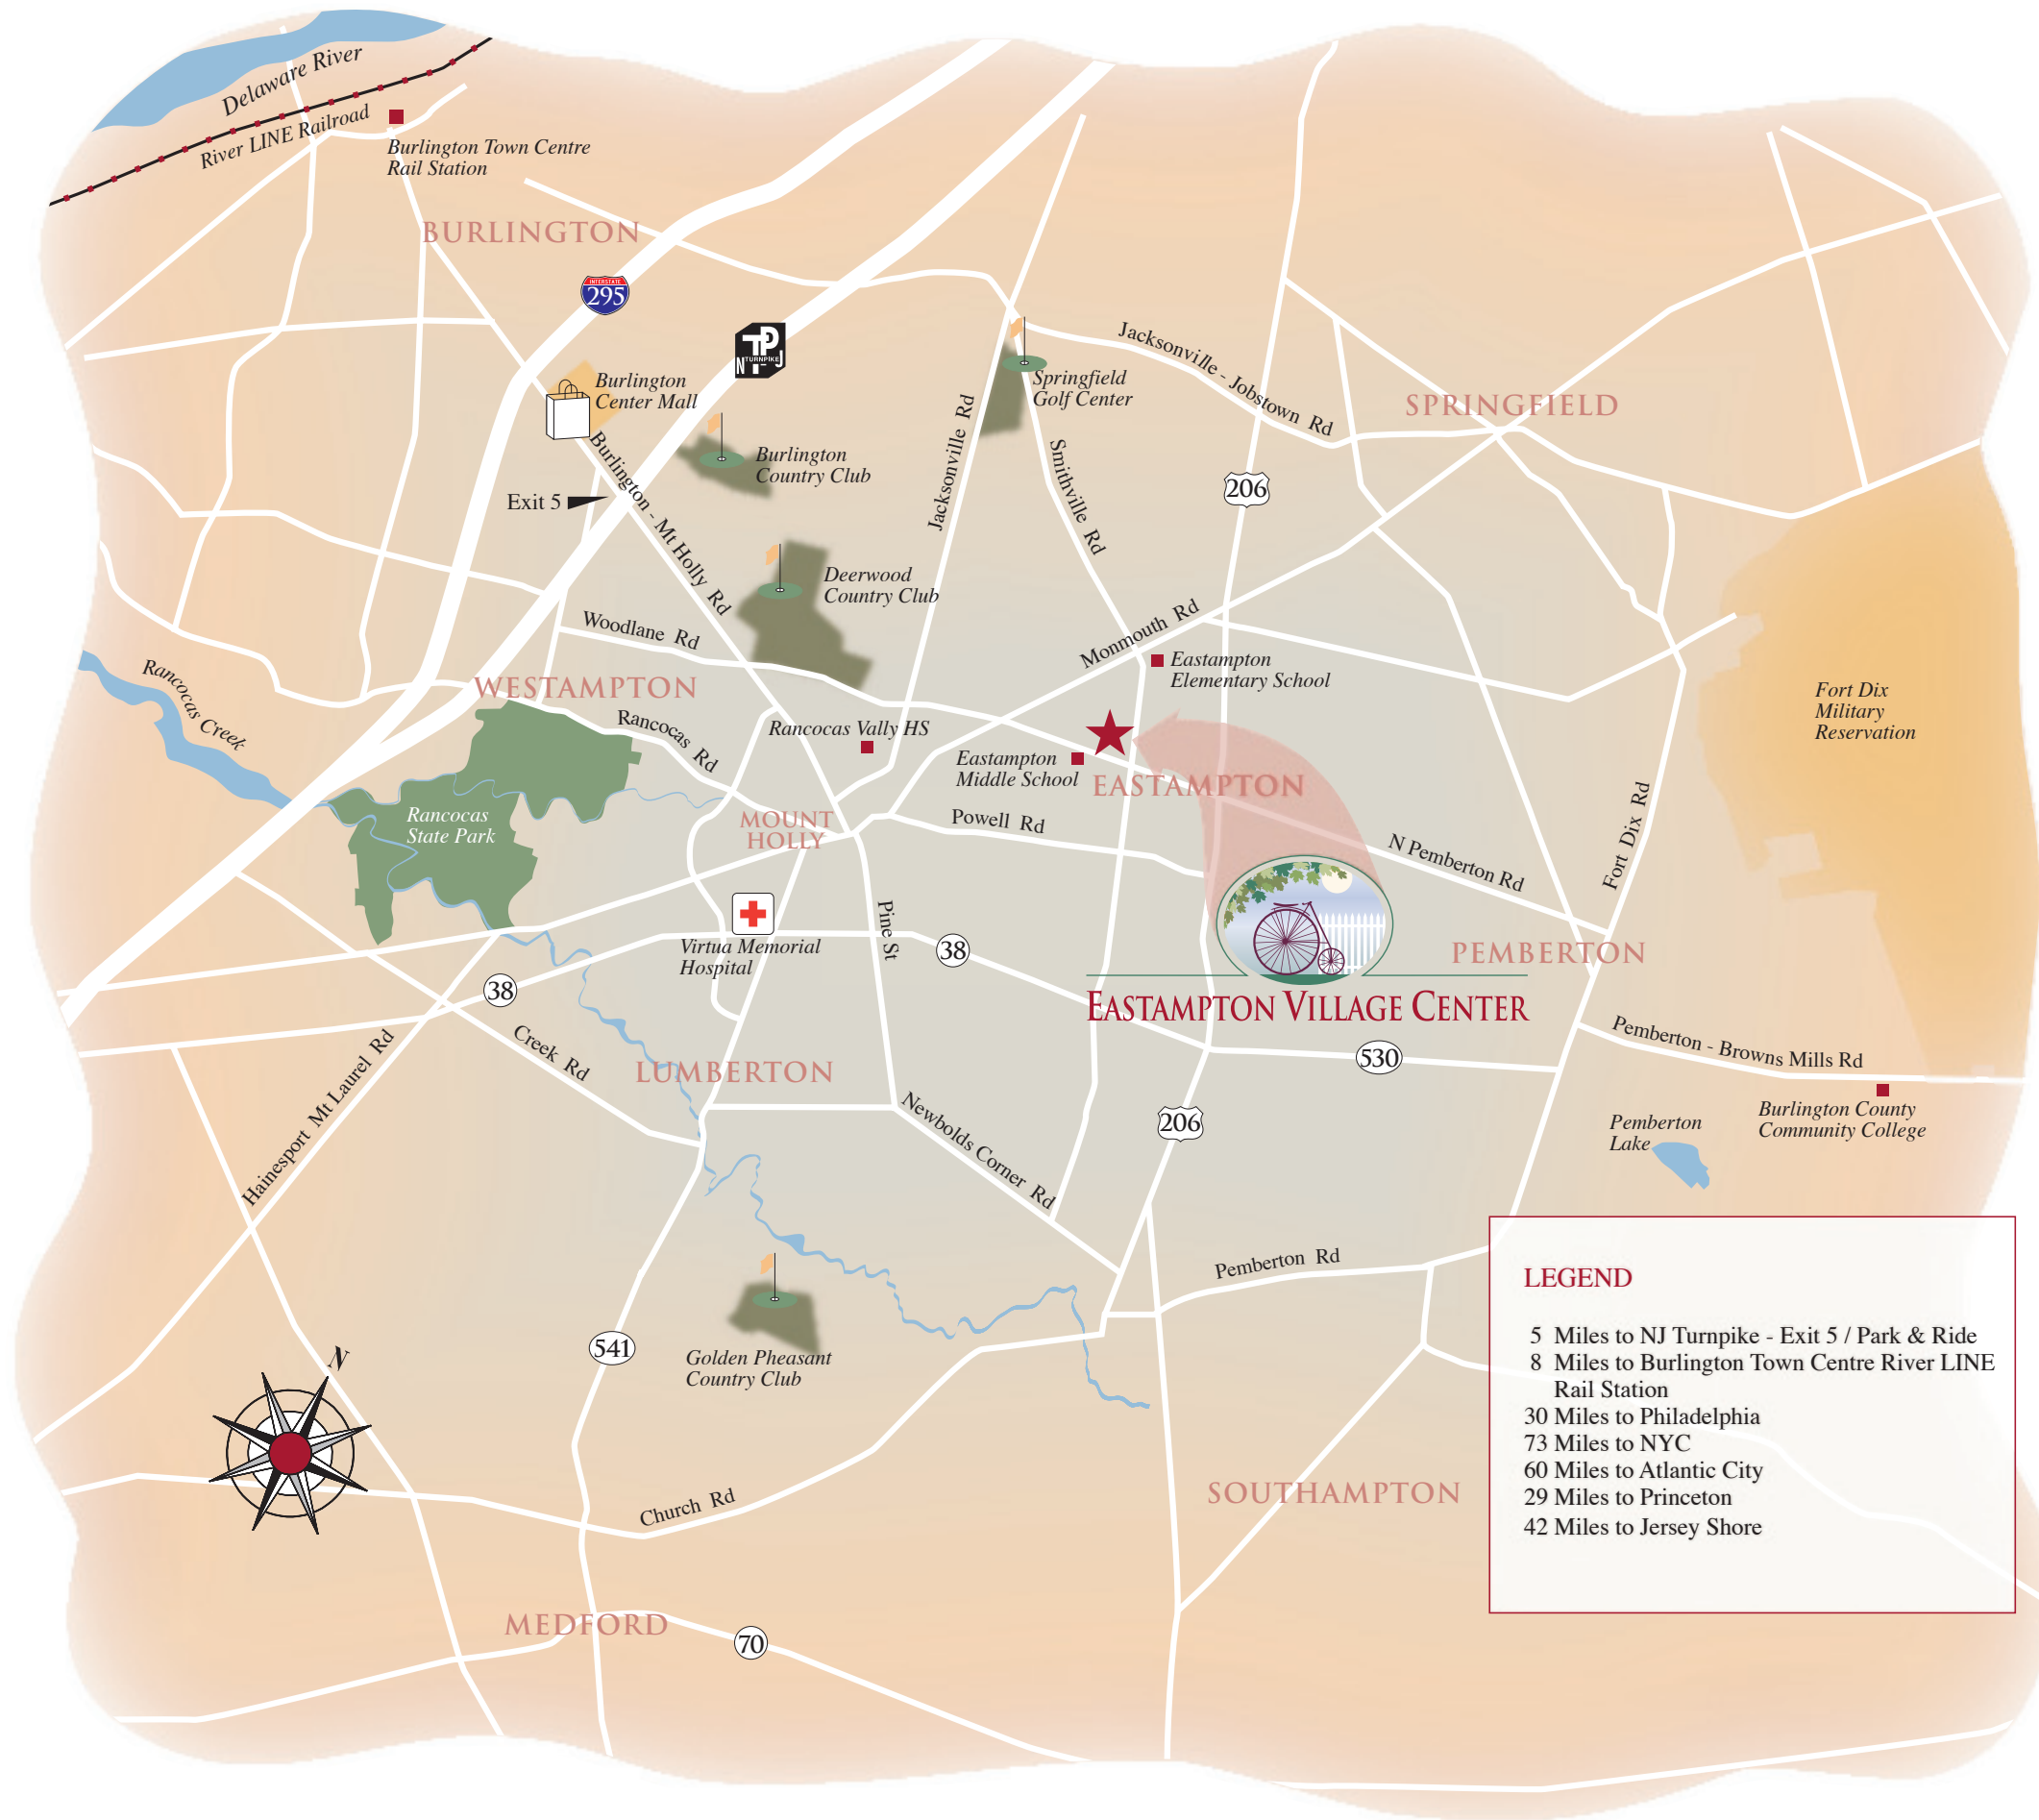 Delaware River
River LINE Railroad
Burlington Town Centre
Rail Station
BURLINGTON
INTERSTATE
295
N TP J
TURNPIKE
Burlington
Center Mall
Springfield
Golf Center
Jacksonville - Jobstown Rd
SPRINGFIELD
Burlington
Country Club
Exit 5
Burlington - Mt Holly Rd
Jacksonville Rd
Smithville Rd
206
Deerwood
Country Club
Woodlane Rd
Monmouth Rd
Eastampton
Elementary School
Fort Dix
Military
Reservation
Rancocas Creek
WESTAMPTON
Rancocas Rd
Rancocas Vally HS
Eastampton
Middle School
EASTAMPTON
Rancocas
State Park
MOUNT
HOLLY
Powell Rd
N Pemberton Rd
Fort Dix Rd
Virtua Memorial
Hospital
Pine St
38
38
PEMBERTON
EASTAMPTON VILLAGE CENTER
Hainesport Mt Laurel Rd
Creek Rd
LUMBERTON
530
Pemberton - Browns Mills Rd
Newbolds Corner Rd
206
Pemberton
Lake
Burlington County
Community College
Pemberton Rd
541
Golden Pheasant
Country Club
N
Church Rd
SOUTHAMPTON
MEDFORD
70
LEGEND
5 Miles to NJ Turnpike - Exit 5 / Park & Ride
8 Miles to Burlington Town Centre River LINE
Rail Station
30 Miles to Philadelphia
73 Miles to NYC
60 Miles to Atlantic City
29 Miles to Princeton
42 Miles to Jersey Shore